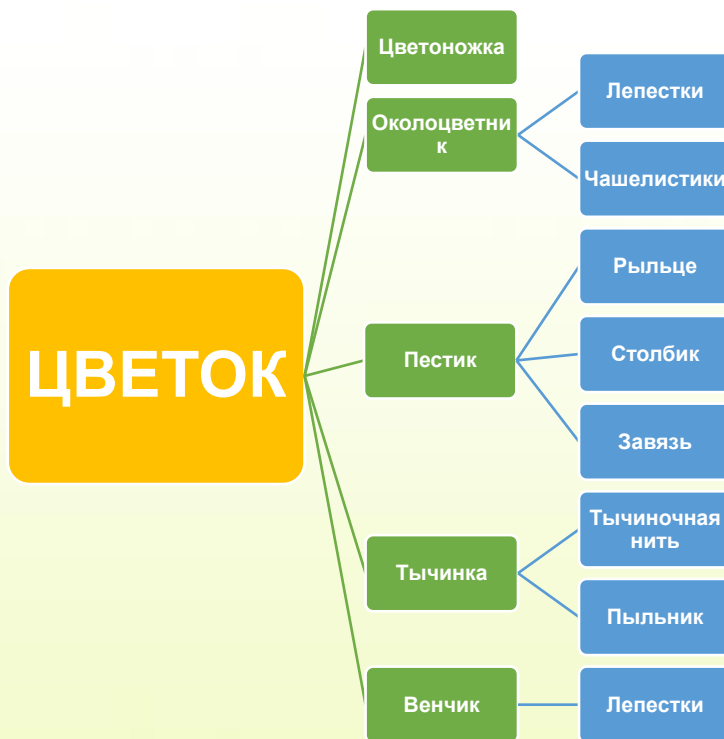 ЦВЕТОК
Цветоножка
Околоцветни
к
Лепестки
Чашелистики
Пестик
Рыльце
Столбик
Завязь
Тычинка
Тычиночная
нить
Пыльник
Венчик
Лепестки